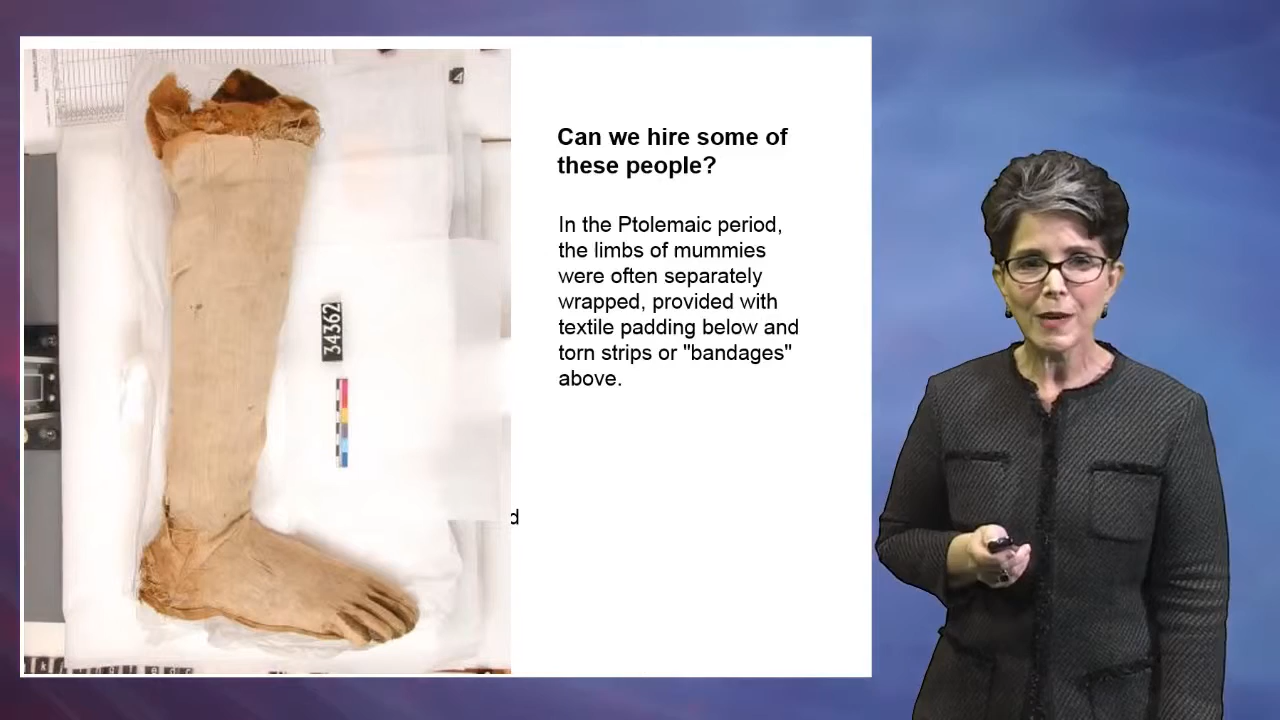 Can we hire some of
these people?
In the Ptolemaic period,
the limbs of mummies
were often separately
wrapped, provided with
textile padding below and
torn strips or "bandages"
above.
34362
d